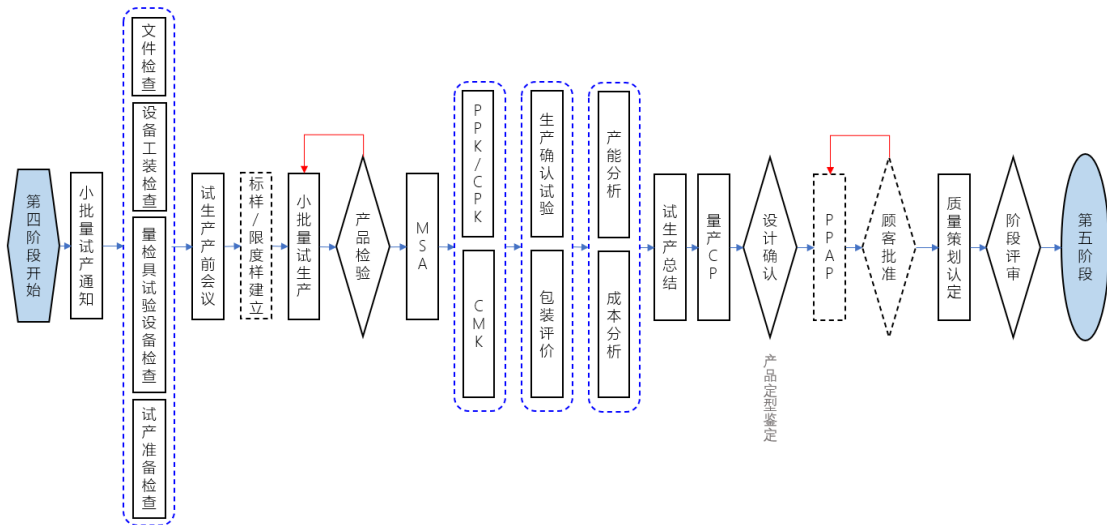 第四阶段开始
小批量试产通知
文件检查
设备工装检查
量检具试验设备检查
试产准备检查
试生产产前会议
标样/限度样建立
小批量试生产
产品检验
MSA
PPK/CPK
CMK
生产确认试验
包装评价
产能分析
成本分析
试生产总结
量产CP
设计确认
产品定型鉴定
PPAP
顾客批准
质量策划认定
阶段评审
第五阶段